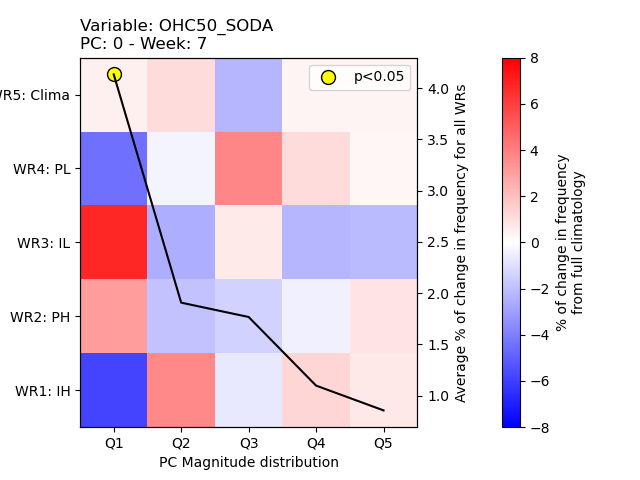 Variable: OHC50_SODA
PC: 0 - Week: 7
p<0.05
WR5: Clima
WR4: PL
WR3: IL
WR2: PH
WR1: IH
Q1 Q2 Q3 Q4 Q5
PC Magnitude distribution
4.0
3.5
3.0
2.5
2.0
1.5
1.0
Average % of change in frequency for all WRs
8
6
4
2
0
−2
−4
−6
−8
% of change in frequency
from full climatology